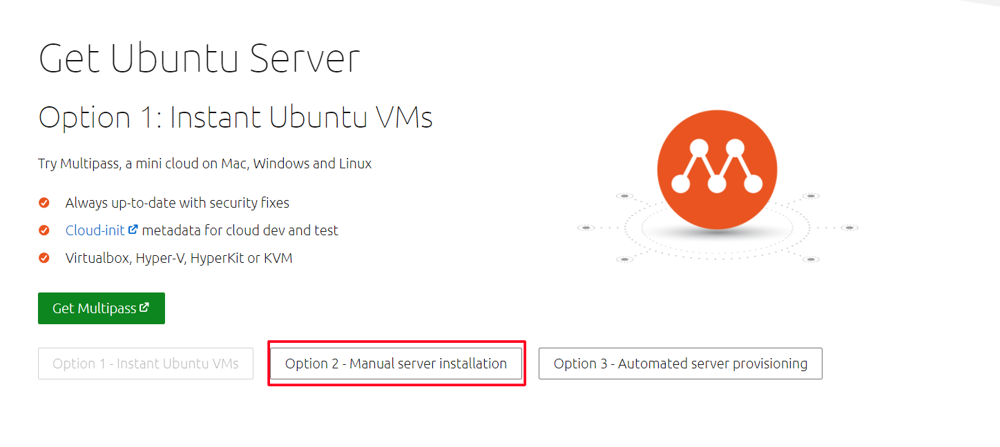 Get Ubuntu Server
Option 1: Instant Ubuntu VMs
Try Multipass, a mini cloud on Mac, Windows and Linux
Always up-to-date with security fixes
Cloud-init metadata for cloud dev and test
Virtualbox, Hyper-V, HyperKit or KVM
Get Multipass
Option 1 - Instant Ubuntu VMs
Option 2 - Manual server installation
Option 3 - Automated server provisioning